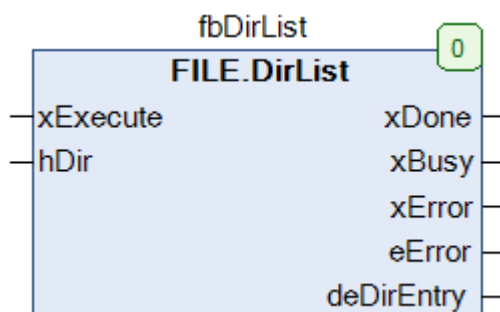 fbDirList
0
FILE.DirList
xExecute xDone
hDir xBusy
xError
eError
deDirEntry